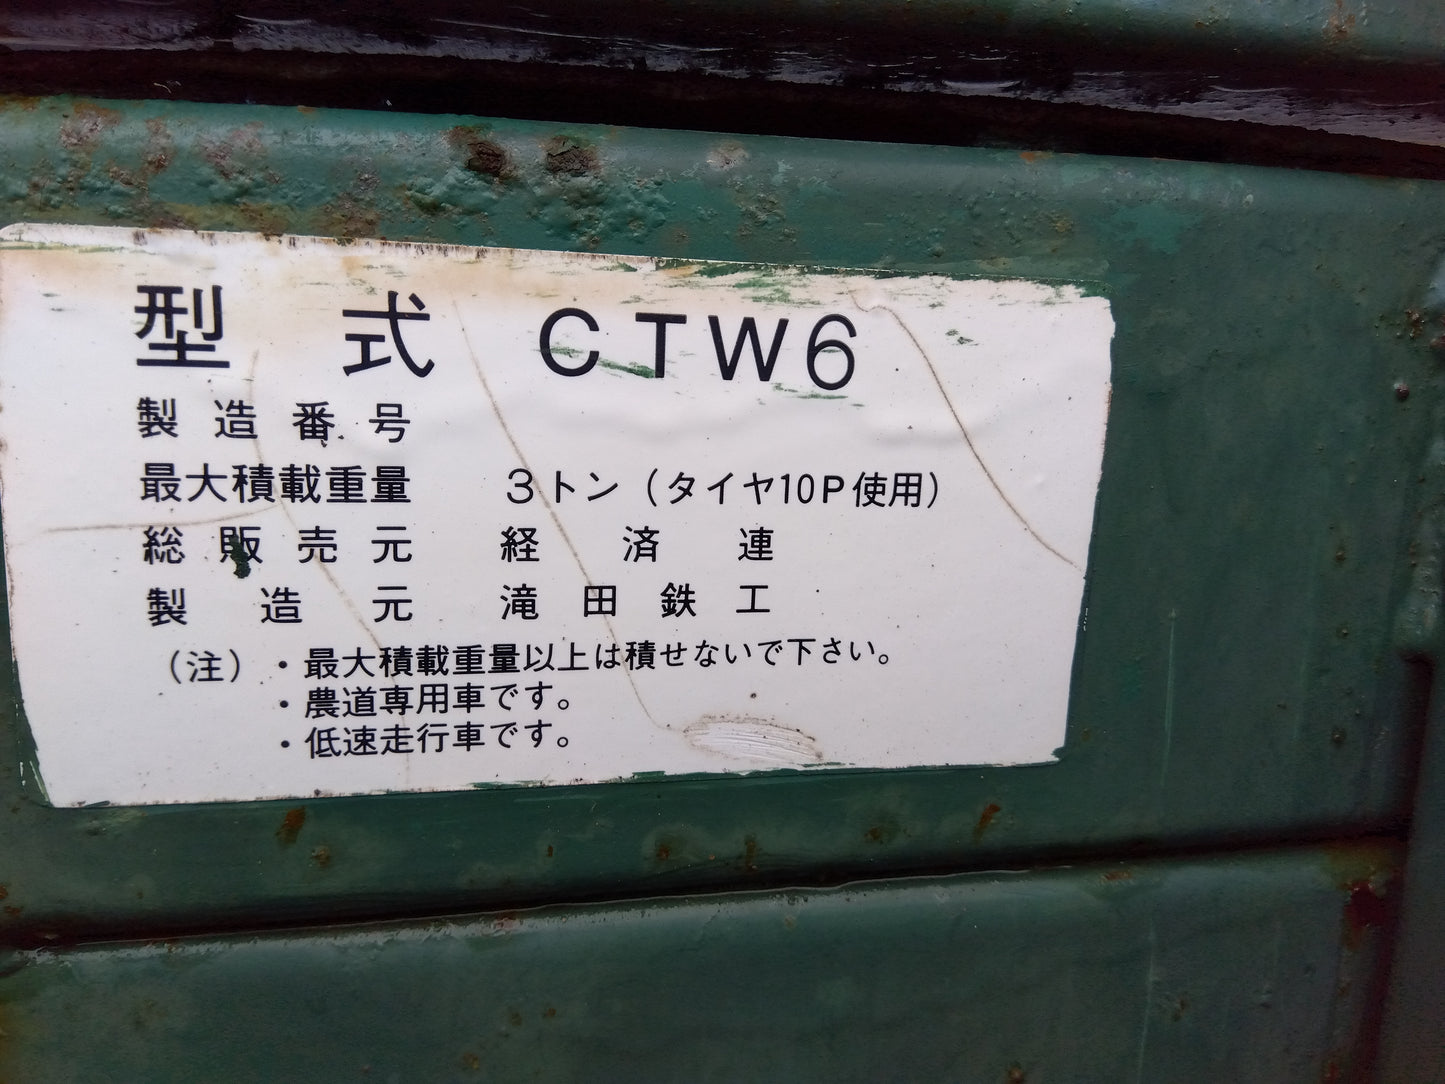 型式 CTW6
製造番号
最大積載重量 3トン（タイヤ10P使用）
総販売元 経済連
製造元 滝田鉄工
（注）・最大積載重量以上は積せないで下さい。
・農道専用車です。
・低速走行車です。